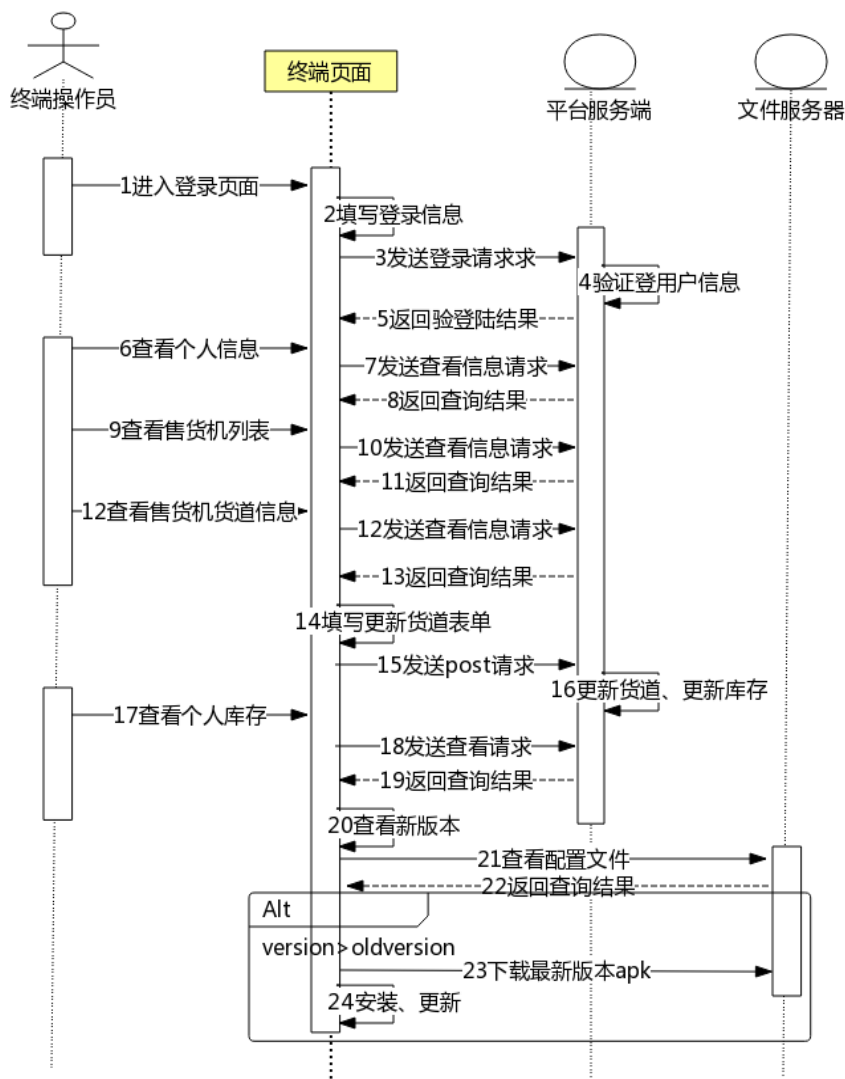 终端操作员
终端页面
平台服务端
文件服务器
1进入登录页面
2填写登录信息
3发送登录请求求
4验证登用户信息
5返回验登陆结果
6查看个人信息
7发送查看信息请求
8返回查询结果
9查看售货机列表
10发送查看信息请求
11返回查询结果
12查看售货机货道信息
12发送查看信息请求
13返回查询结果
14填写更新货道表单
15发送post请求
16更新货道、更新库存
17查看个人库存
18发送查看请求
19返回查询结果
20查看新版本
21查看配置文件
22返回查询结果
Alt
version>oldversion
23下载最新版本apk
24安装、更新